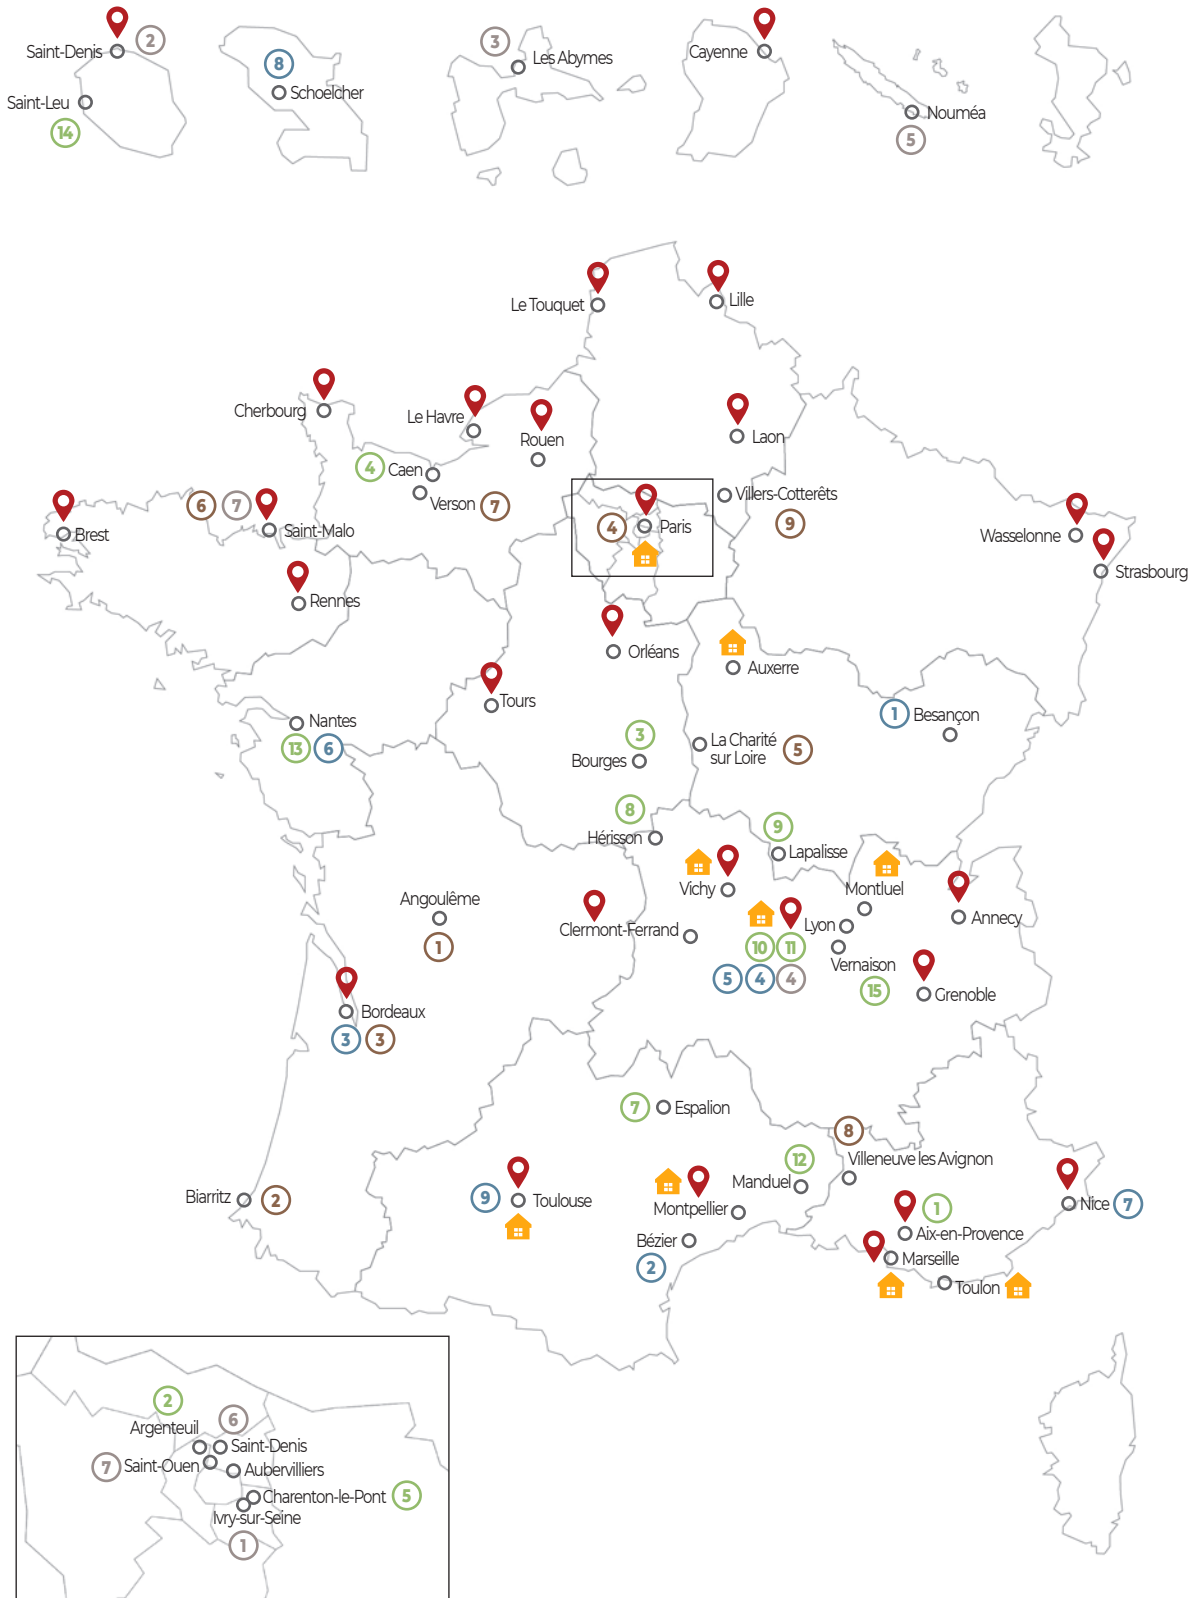 2
Saint-Denis
Saint-Leu
14
8
Schoelcher
3
Les Abymes
Cayenne
Nouméa
5
Le Touquet
Lille
Cherbourg
Le Havre
Rouen
Laon
4
Caen
Verson
7
6
7
Saint-Malo
Brest
Rennes
4
Paris
Villers-Cotterêts
9
Wasselonne
Strasbourg
Orléans
Auxerre
Tours
Nantes
13
6
3
Bourges
La Charité
sur Loire
5
1
Besançon
8
Hérisson
9
Lapalisse
Vichy
Montluel
Angoulême
1
Clermont-Ferrand
Lyon
10
11
5
4
4
Vernaison
15
Annecy
Grenoble
Bordeaux
3
3
7
Espalion
8
Villeneuve les Avignon
12
Manduel
Biarritz
2
9
Toulouse
Montpellier
Bézier
2
1
Aix-en-Provence
Marseille
Toulon
Nice
7
2
Argenteuil
6
Saint-Denis
7
Saint-Ouen
Aubervilliers
Charenton-le-Pont
5
Ivry-sur-Seine
1